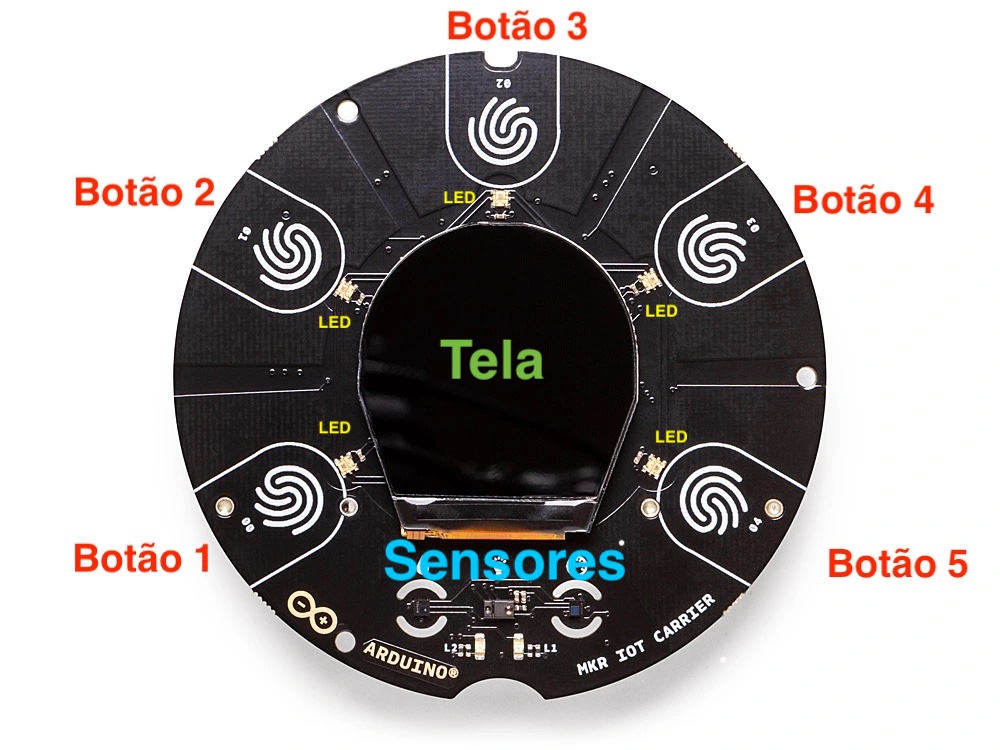 Botão 3
02
Botão 2
Botão 4
LED
01
03
LED
LED
Tela
LED
LED
00
04
Botão 1
Sensores
Botão 5
L2
L1
ARDUINO®
MKR IOT CARRIER